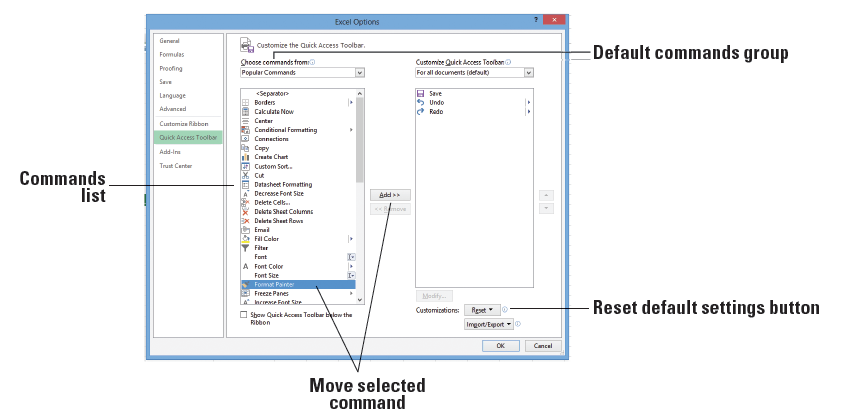 Excel Options
?
General
Formulas
Proofing
Save
Language
Advanced
Customize Ribbon
Quick Access Toolbar
Add-Ins
Trust Center
Customize the Quick Access Toolbar.
Choose commands from:
Popular Commands
<Separator>
Borders
Calculate Now
Center
Conditional Formatting
Connections
Copy
Create Chart
Custom Sort...
Cut
Datasheet Formatting
Decrease Font Size
Delete Cells...
Delete Sheet Columns
Delete Sheet Rows
Email
Fill Color
Filter
Font
Font Color
Font Size
Format Painter
Freeze Panes
Increase Font Size
Show Quick Access Toolbar below the
Ribbon
Add >>
<< Remove
Customize Quick Access Toolbar:
For all documents (default)
Save
Undo
Redo
Modify...
Customizations:
Reset
Import/Export
OK
Cancel
Default commands group
Commands
list
Reset default settings button
Move selected
command